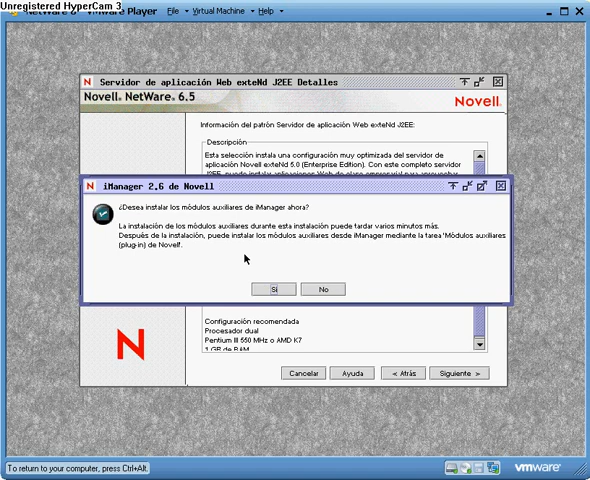 Unregistered HyperCam 3
VMware Player File Virtual Machine Help
Servidor de aplicación Web exteNd J2EE Detalles
Novell® NetWare® 6.5
Novell®
Información del patrón Servidor de aplicación Web exteNd J2EE:
Descripción
Esta selección instala una configuración muy optimizada del servidor de
aplicación Novell exteNd 5.0 (Enterprise Edition). Con este completo servidor
iManager 2.6 de Novell
¿Desea instalar los módulos auxiliares de iManager ahora?
La instalación de los módulos auxiliares durante esta instalación puede tardar varios minutos más.
Después de la instalación, puede instalar los módulos auxiliares desde iManager mediante la tarea 'Módulos auxiliares
(plug-in) de Novell'.
Sí No
Configuración recomendada
Procesador dual
Pentium III 550 MHz o AMD K7
1 GB de RAM
N
Cancelar Ayuda < Atrás Siguiente >
To return to your computer, press Ctrl+Alt.
vmware